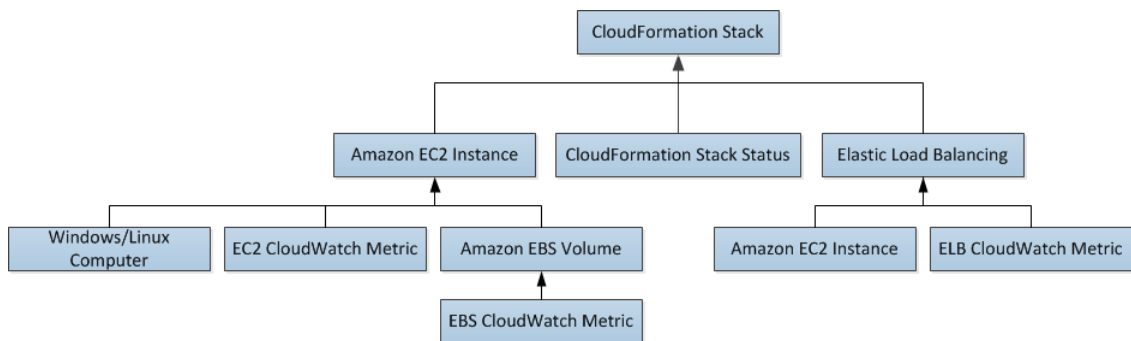 CloudFormation Stack
Amazon EC2 Instance
CloudFormation Stack Status
Elastic Load Balancing
Windows/Linux
Computer
EC2 CloudWatch Metric
Amazon EBS Volume
Amazon EC2 Instance
ELB CloudWatch Metric
EBS CloudWatch Metric